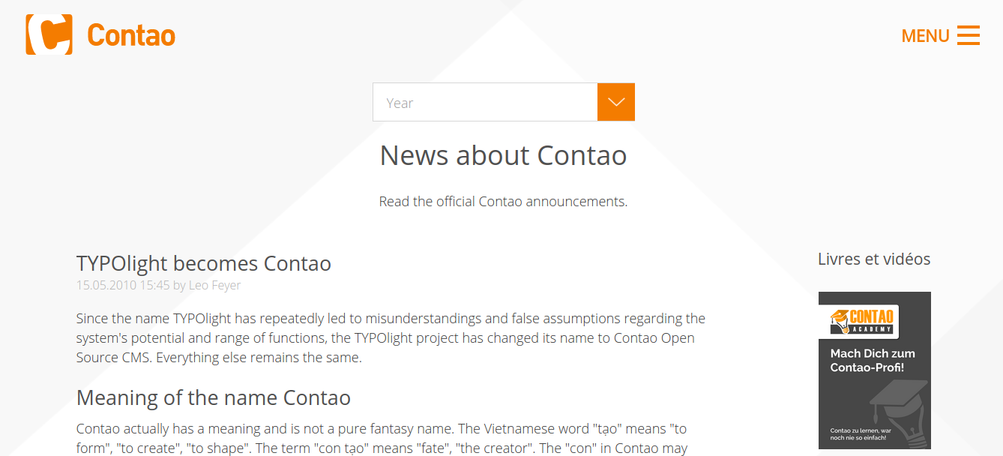 Contao
MENU
Year
News about Contao
Read the official Contao announcements.
TYPOlight becomes Contao
15.05.2010 15:45 by Leo Feyer
Since the name TYPOlight has repeatedly led to misunderstandings and false assumptions regarding the
system's potential and range of functions, the TYPOlight project has changed its name to Contao Open
Source CMS. Everything else remains the same.
Meaning of the name Contao
Contao actually has a meaning and is not a pure fantasy name. The Vietnamese word "tạo" means "to
form", "to create", "to shape". The term "con tạo" means "fate", "the creator". The "con" in Contao may
Livres et vidéos
CONTAO
ACADEMY
Mach Dich zum
Contao-Profi!
Contao zu lernen, war
noch nie so einfach!